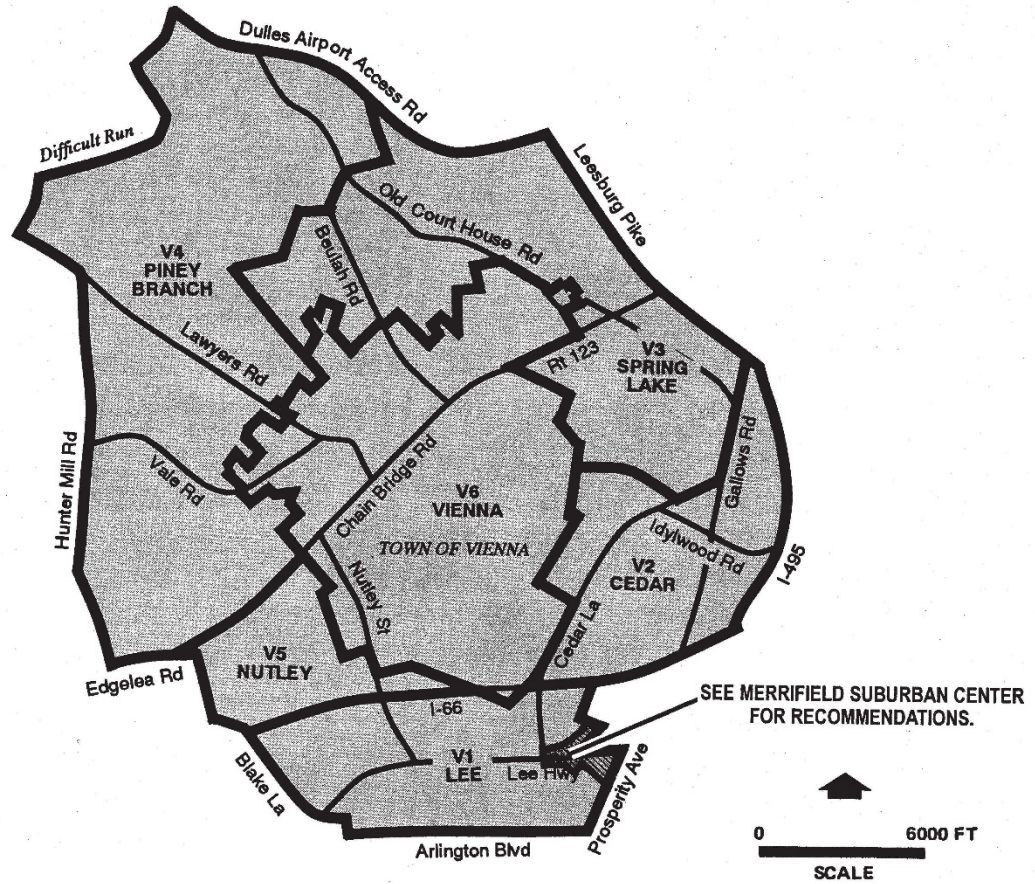 Dulles Airport Access Rd
Difficult Run
Leesburg Pike
Old Court House Rd
Beulah Rd
V4
PINEY
BRANCH
Lawyers Rd
Rt 123
V3
SPRING
LAKE
Hunter Mill Rd
Vale Rd
Chain Bridge Rd
Gallows Rd
V6
VIENNA
TOWN OF VIENNA
Idylwood Rd
I-495
V2
CEDAR
Nutley St
Cedar La
Edgelea Rd
V5
NUTLEY
I-66
SEE MERRIFIELD SUBURBAN CENTER
FOR RECOMMENDATIONS.
V1
LEE
Lee Hwy
Blake La
Prosperity Ave
Arlington Blvd
0 6000 FT
SCALE